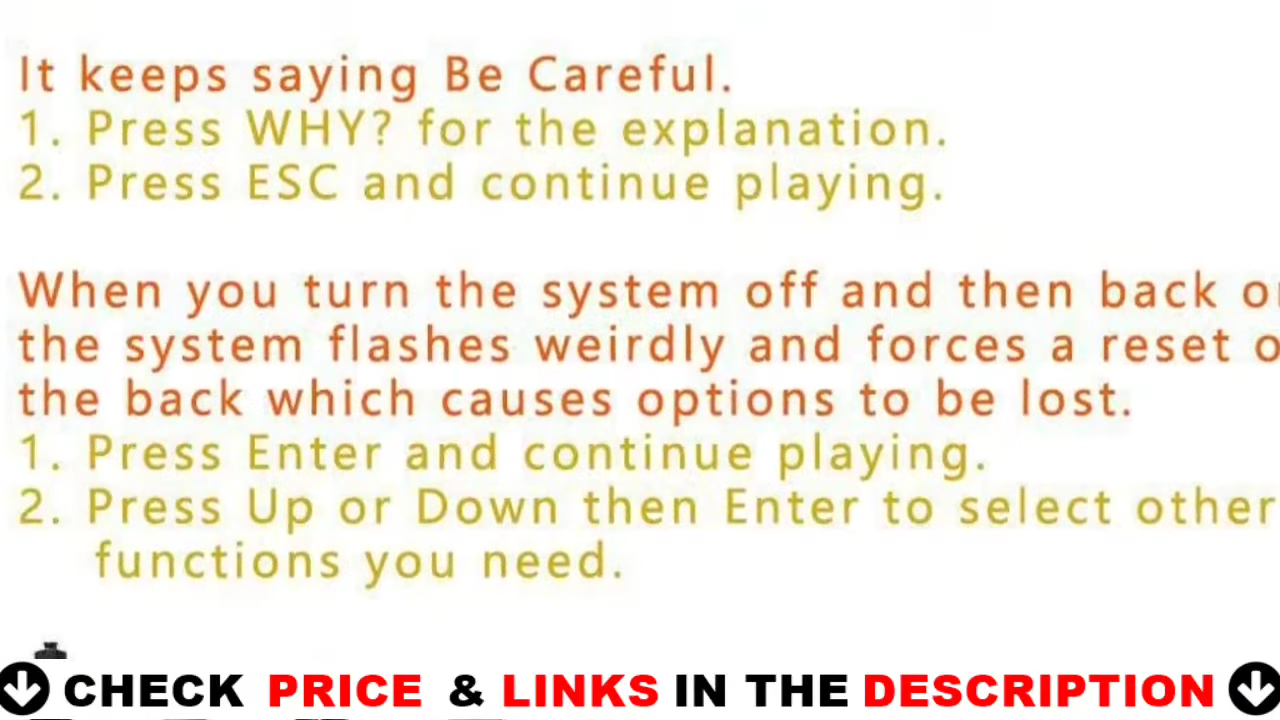 It keeps saying Be Careful.
1. Press WHY? for the explanation.
2. Press ESC and continue playing.
When you turn the system off and then back
the system flashes weirdly and forces a reset
the back which causes options to be lost.
1. Press Enter and continue playing.
2. Press Up or Down then Enter to select other
functions you need.
CHECK PRICE & LINKS IN THE DESCRIPTION